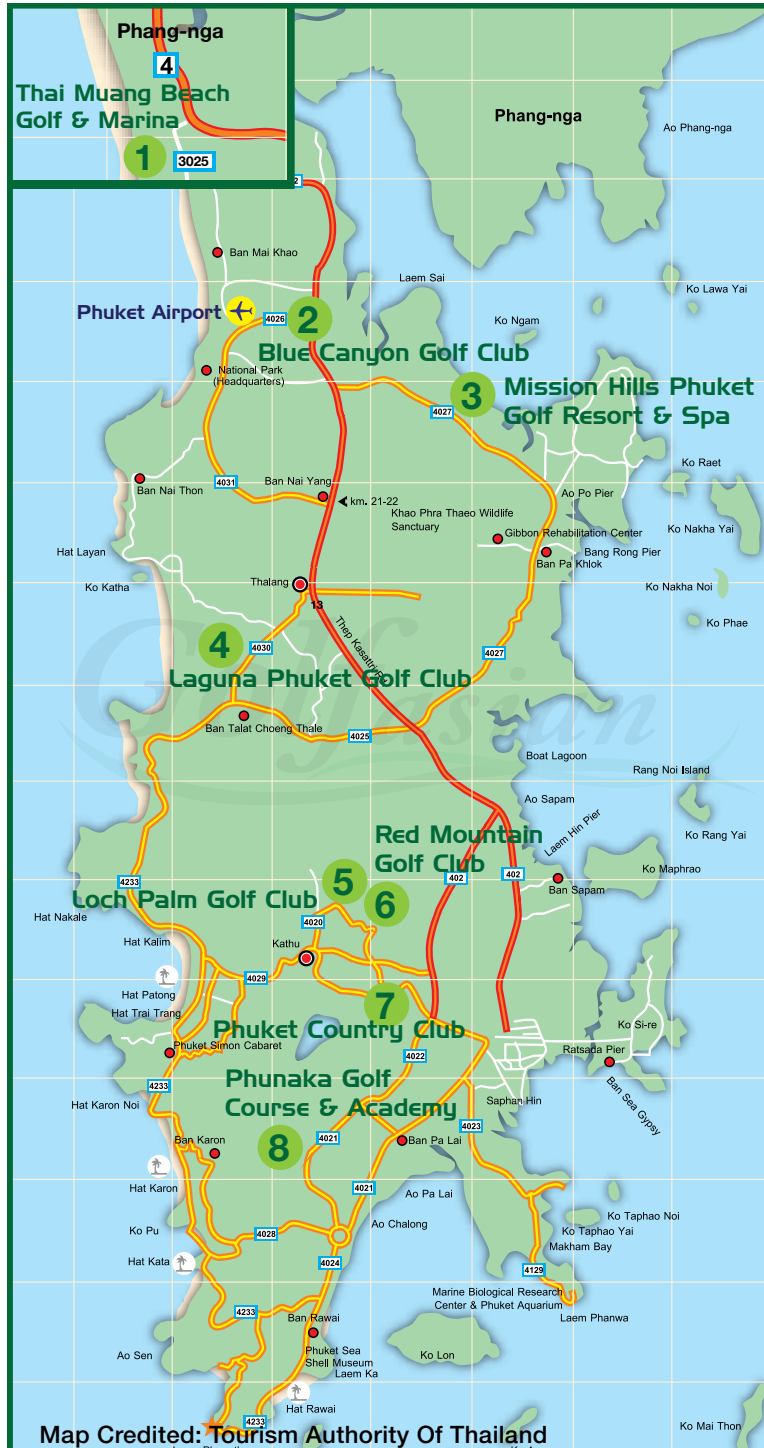 Phang-nga
4
Thai Muang Beach
Golf & Marina
1
3025
Phang-nga
Ao Phang-nga
2
Ban Mai Khao
Laem Sai
Ko Lawa Yai
Phuket Airport
4026
2
Ko Ngam
Blue Canyon Golf Club
National Park
(Headquarters)
3
Mission Hills Phuket
Golf Resort & Spa
4027
Ko Raet
Ban Nai Thon
4031
Ban Nai Yang
km. 21-22
Ao Po Pier
Khao Phra Thaeo Wildlife
Sanctuary
Gibbon Rehabilitation Center
Ko Nakha Yai
Hat Layan
Bang Rong Pier
Ban Pa Khlok
Ko Katha
Thalang
Ko Nakha Noi
13
Ko Phae
Thep Kasattri Rd
4
4030
4027
Laguna Phuket Golf Club
Golfasian
Ban Talat Choeng Thale
4025
Boat Lagoon
Rang Noi Island
Ao Sapam
Laem Hin Pier
Red Mountain
Golf Club
Ko Rang Yai
Ko Maphrao
5
6
402
402
4233
Loch Palm Golf Club
Ban Sapam
Hat Nakale
4020
Hat Kalim
Kathu
4029
Hat Patong
7
Hat Trai Trang
Phuket Country Club
Ko Si-re
Phuket Simon Cabaret
4022
Ratsada Pier
Phunaka Golf
Course & Academy
4233
Saphan Hin
Ban Sea Gypsy
Hat Karon Noi
Ban Karon
8
4021
4023
Ban Pa Lai
Hat Karon
4021
Ao Pa Lai
Ko Taphao Noi
Ko Pu
Ao Chalong
Ko Taphao Yai
4028
Makham Bay
Hat Kata
4024
4129
Marine Biological Research
Center & Phuket Aquarium
Laem Phanwa
4233
Ban Rawai
Ao Sen
Phuket Sea
Shell Museum
Ko Lon
Laem Ka
Hat Rawai
4233
Ko Mai Thon
Map Credited: Tourism Authority Of Thailand